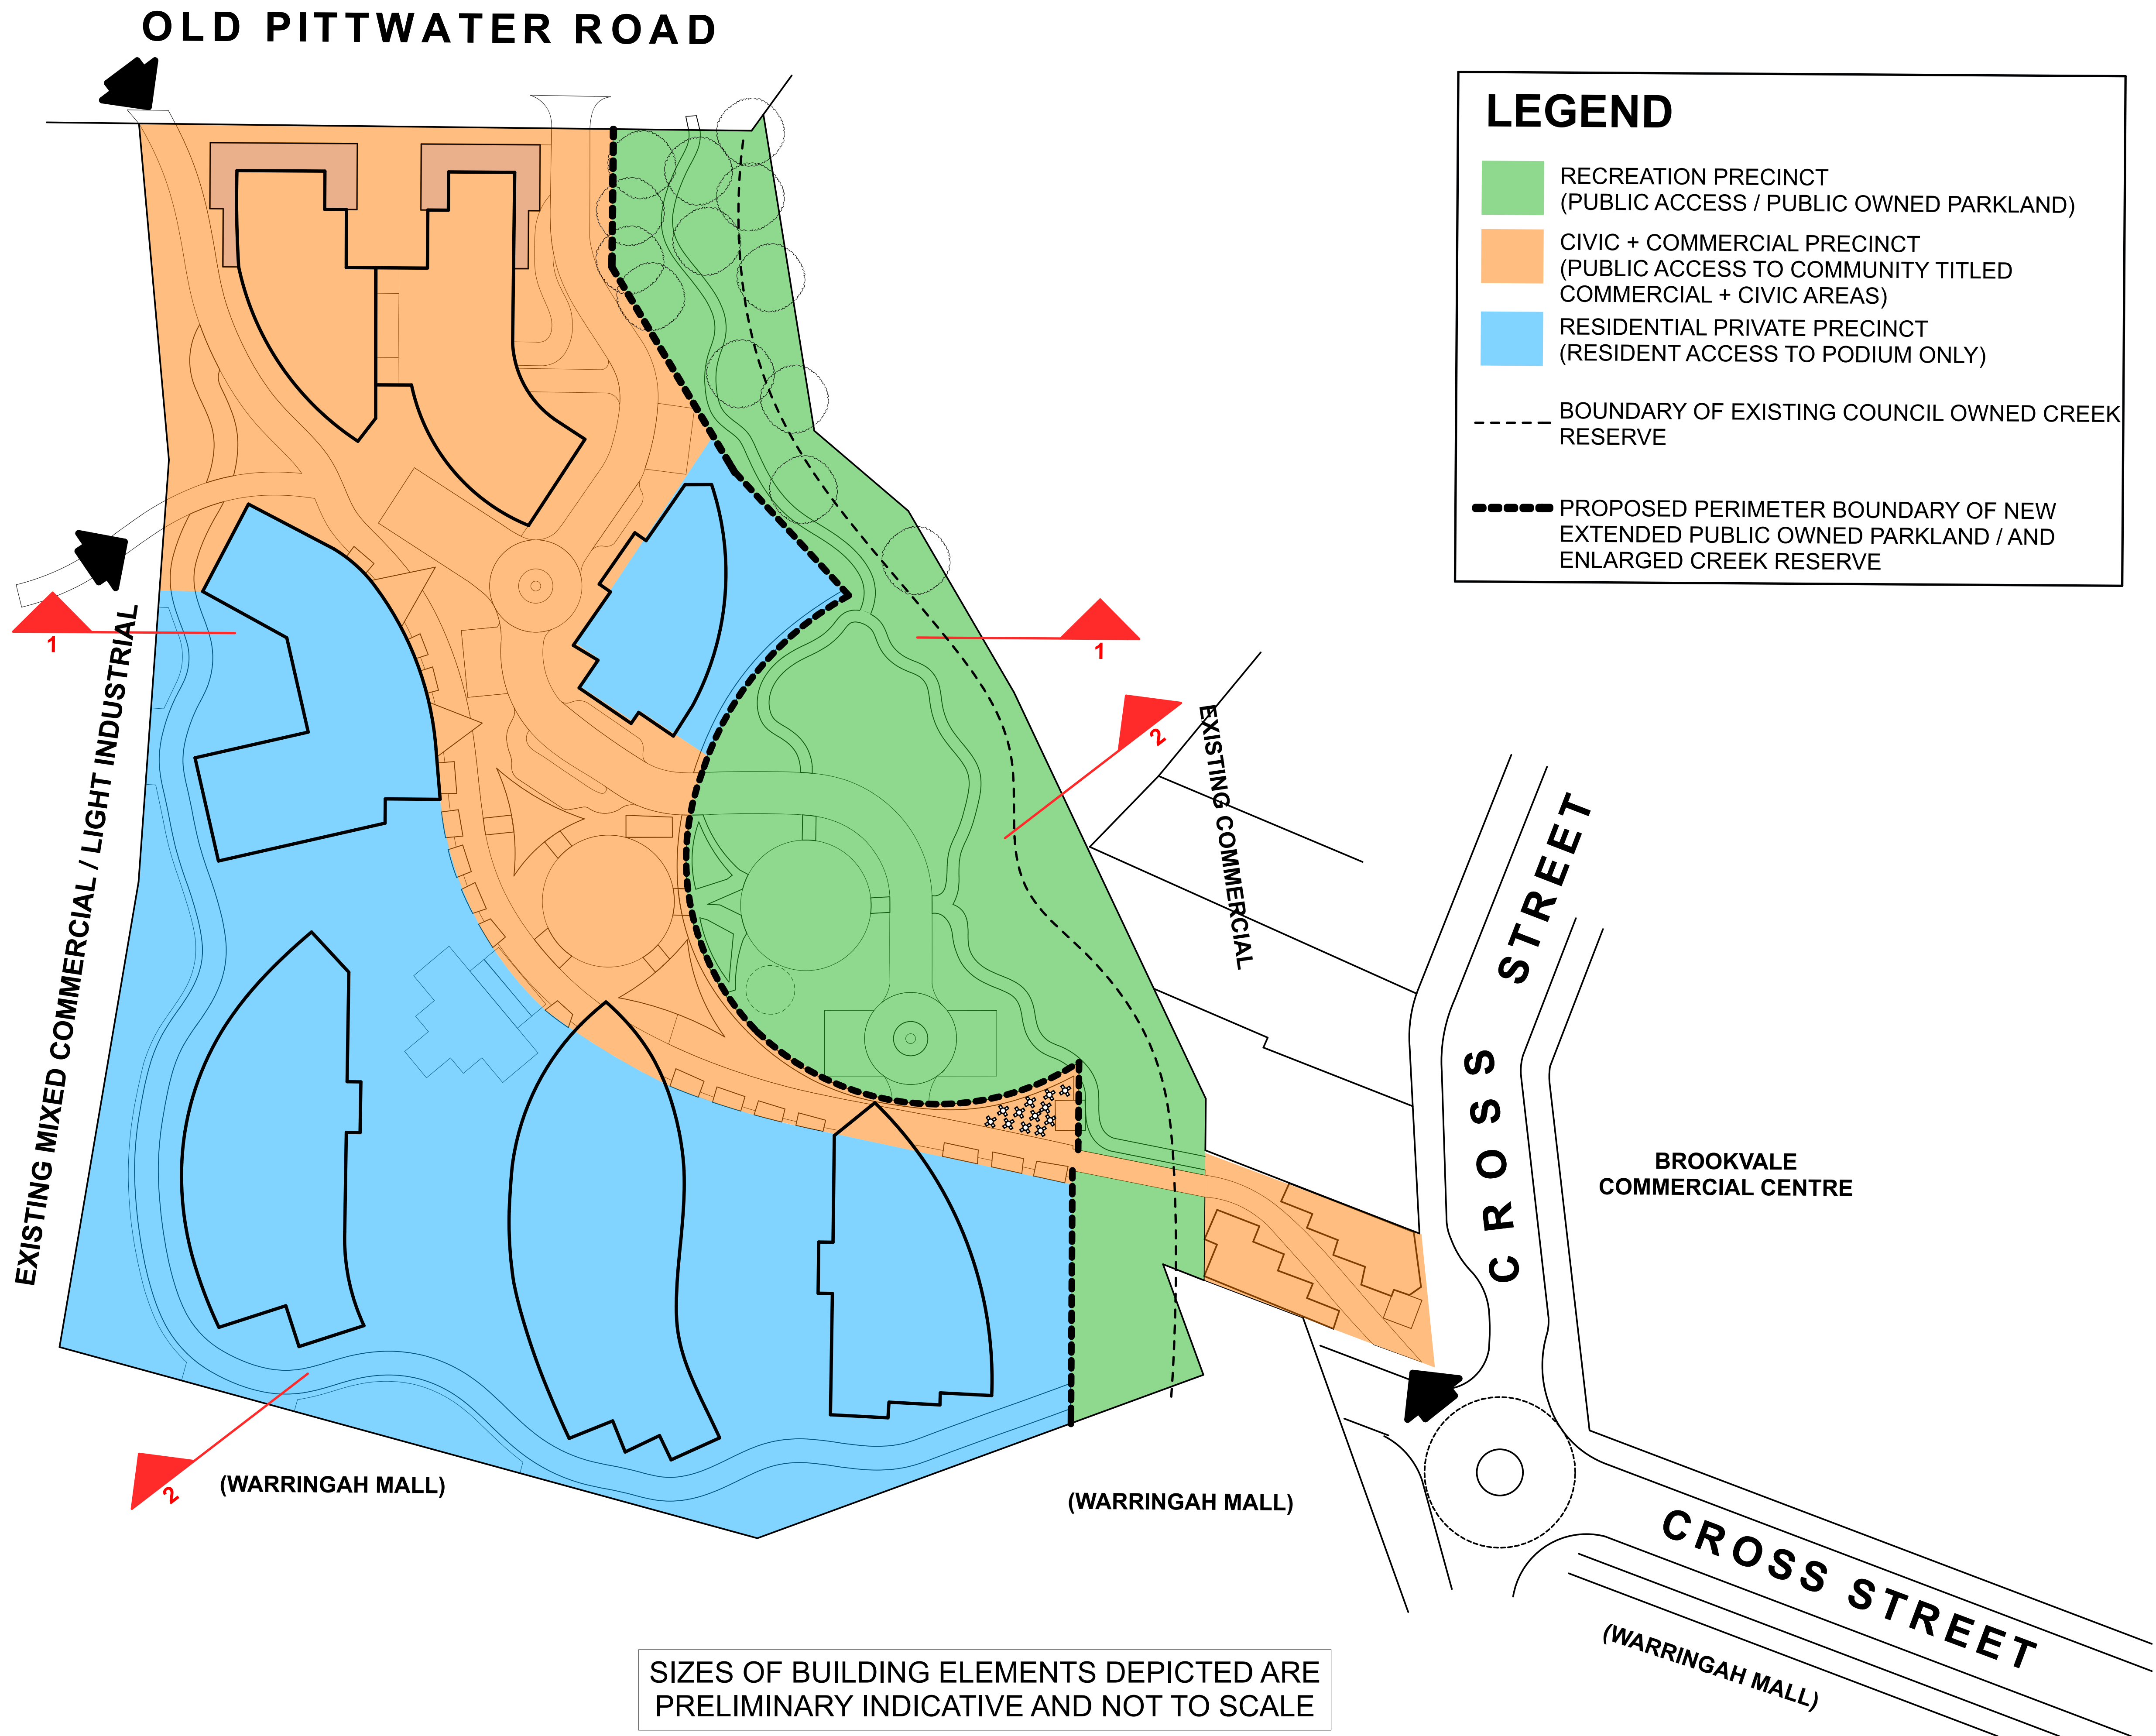 OLD PITTWATER ROAD
LEGEND
RECREATION PRECINCT
(PUBLIC ACCESS / PUBLIC OWNED PARKLAND)
CIVIC + COMMERCIAL PRECINCT
(PUBLIC ACCESS TO COMMUNITY TITLED
COMMERCIAL + CIVIC AREAS)
RESIDENTIAL PRIVATE PRECINCT
(RESIDENT ACCESS TO PODIUM ONLY)
BOUNDARY OF EXISTING COUNCIL OWNED CREEK
RESERVE
PROPOSED PERIMETER BOUNDARY OF NEW
EXTENDED PUBLIC OWNED PARKLAND / AND
ENLARGED CREEK RESERVE
1
1
2
EXISTING MIXED COMMERCIAL / LIGHT INDUSTRIAL
EXISTING COMMERCIAL
CROSS STREET
BROOKVALE
COMMERCIAL CENTRE
2
(WARRINGAH MALL)
(WARRINGAH MALL)
CROSS STREET
(WARRINGAH MALL)
SIZES OF BUILDING ELEMENTS DEPICTED ARE
PRELIMINARY INDICATIVE AND NOT TO SCALE